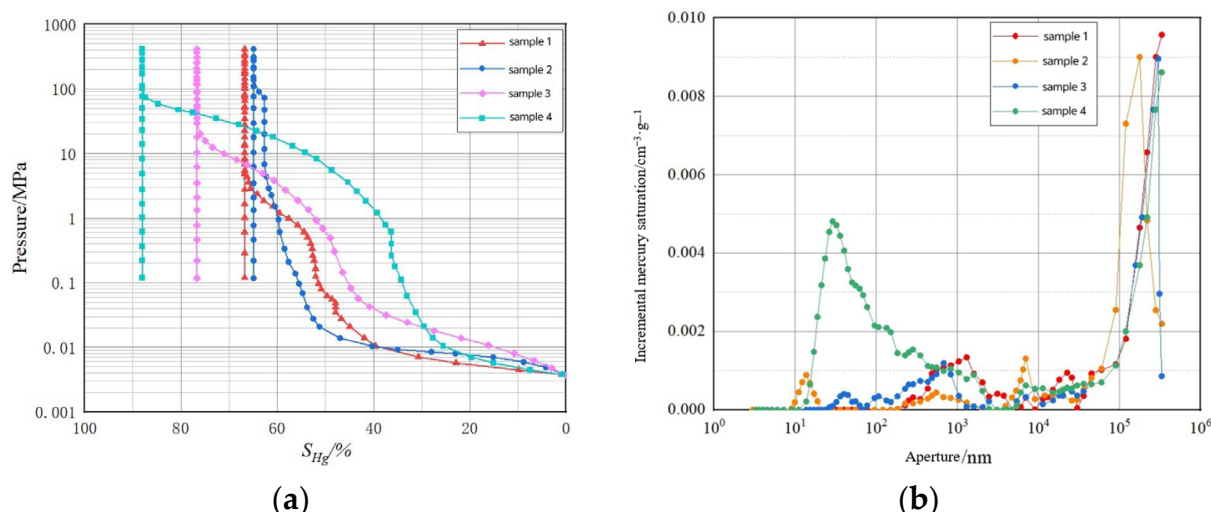 1000
100
10
1
0.1
0.01
0.001
Pressure/MPa
100
80
60
40
20
0
S_Hg/%
sample 1
sample 2
sample 3
sample 4
(a)
0.010
0.008
0.006
0.004
0.002
0.000
Incremental mercury saturation/cm⁻³·g⁻¹
10⁰
10¹
10²
10³
10⁴
10⁵
10⁶
Aperture/nm
sample 1
sample 2
sample 3
sample 4
(b)